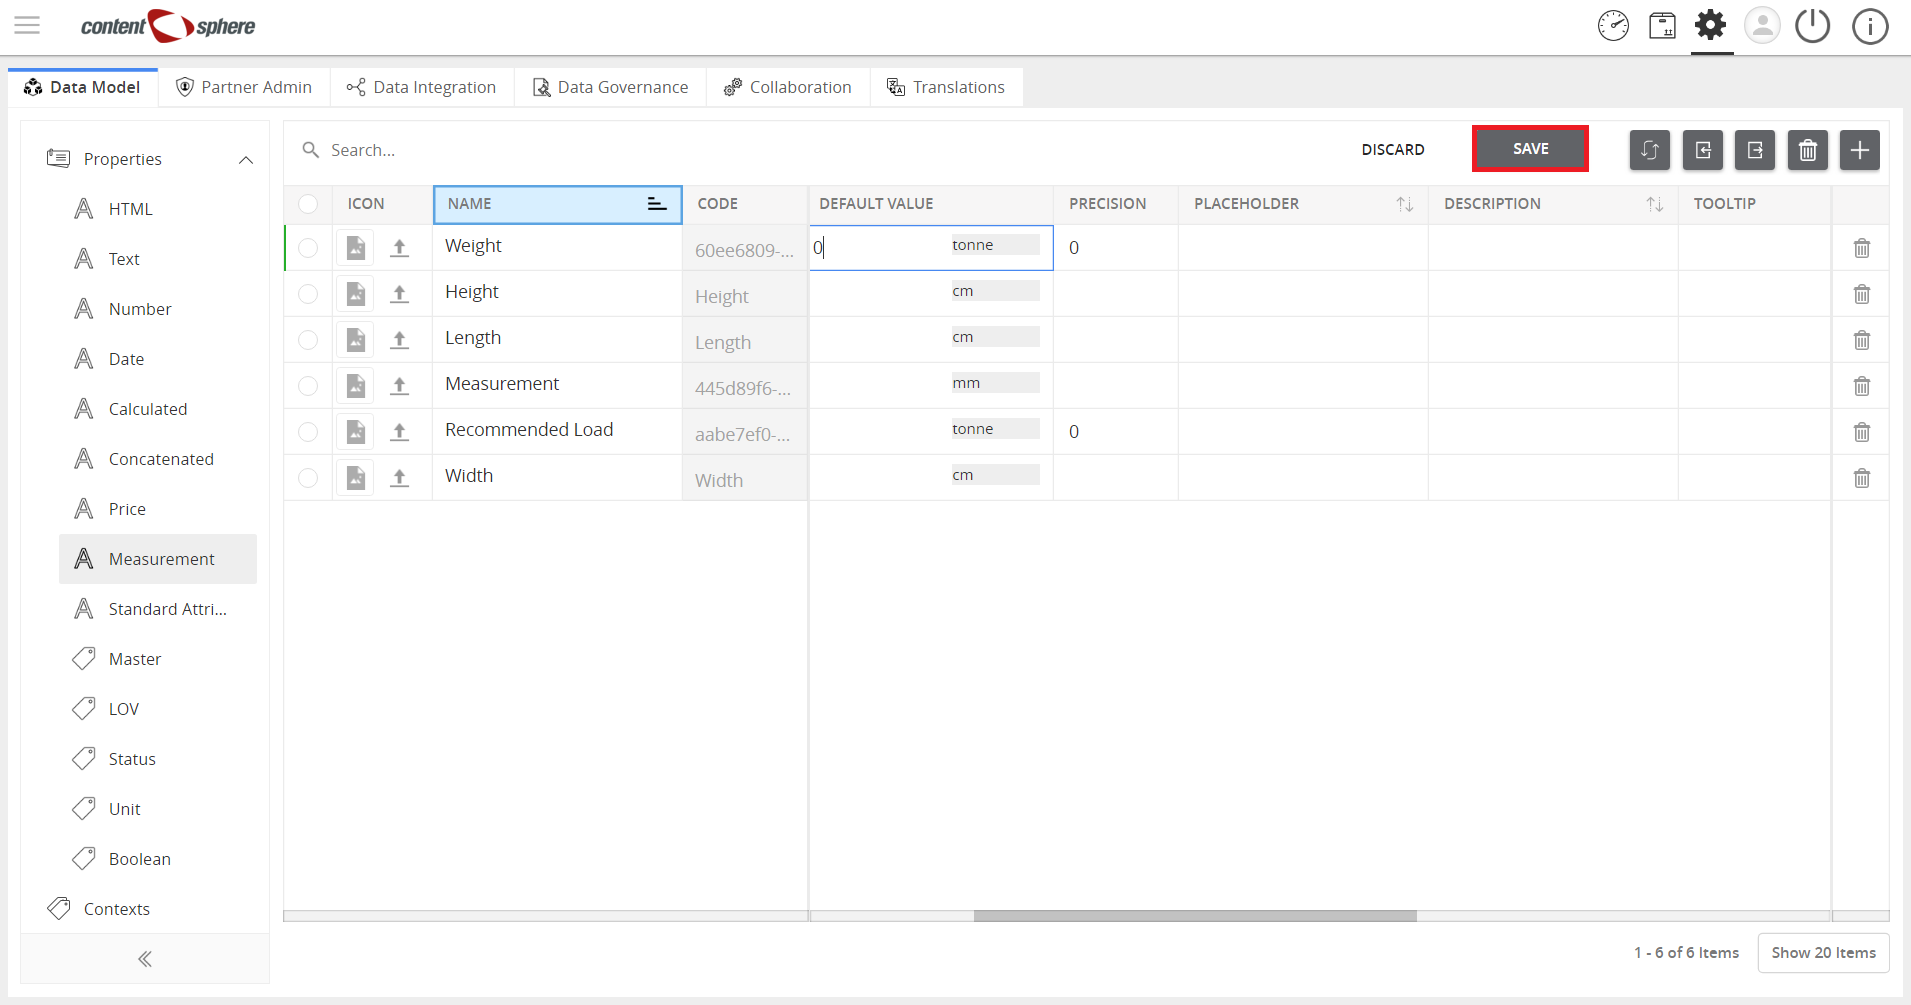 content sphere
Data Model Partner Admin Data Integration Data Governance Collaboration Translations
Properties
HTML
Text
Number
Date
Calculated
Concatenated
Price
Measurement
Standard Attri...
Master
LOV
Status
Unit
Boolean
Contexts
Search... DISCARD SAVE
ICON NAME CODE DEFAULT VALUE PRECISION PLACEHOLDER DESCRIPTION TOOLTIP
Weight 60ee6809-... 0 tonne 0
Height Height cm
Length Length cm
Measurement 445d89f6-... mm
Recommended Load aabe7ef0-... tonne 0
Width Width cm
1 - 6 of 6 Items Show 20 Items